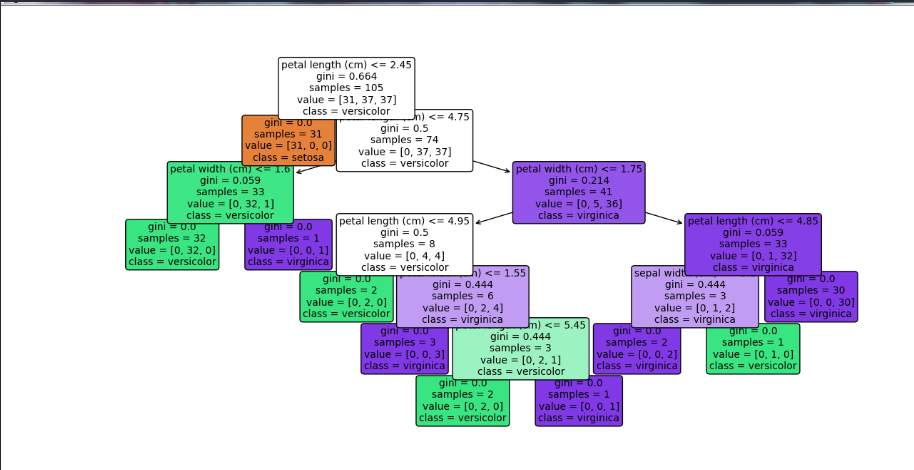 petal length (cm) <= 2.45
gini = 0.664
samples = 105
value = [31, 37, 37]
class = versicolor
gini = 0.0
samples = 31
value = [31, 0, 0]
class = setosa
<= 4.75
gini = 0.5
samples = 74
value = [0, 37, 37]
class = versicolor
petal width (cm) <= 1.6
gini = 0.059
samples = 33
value = [0, 32, 1]
class = versicolor
petal width (cm) <= 1.75
gini = 0.214
samples = 41
value = [0, 5, 36]
class = virginica
gini = 0.0
samples = 32
value = [0, 32, 0]
class = versicolor
gini = 0.0
samples = 1
value = [0, 0, 1]
class = virginica
petal length (cm) <= 4.95
gini = 0.5
samples = 8
value = [0, 4, 4]
class = versicolor
petal length (cm) <= 4.85
gini = 0.059
samples = 33
value = [0, 1, 32]
class = virginica
gini = 0.0
samples = 2
value = [0, 2, 0]
class = versicolor
(cm) <= 1.55
gini = 0.444
samples = 6
value = [0, 2, 4]
class = virginica
sepal width
gini = 0.444
samples = 3
value = [0, 1, 2]
class = virginica
gini = 0.0
samples = 30
value = [0, 0, 30]
class = virginica
gini = 0.0
samples = 3
value = [0, 0, 3]
class = virginica
<= 5.45
gini = 0.444
samples = 3
value = [0, 2, 1]
class = versicolor
gini = 0.0
samples = 2
value = [0, 0, 2]
class = virginica
gini = 0.0
samples = 1
value = [0, 1, 0]
class = versicolor
gini = 0.0
samples = 2
value = [0, 2, 0]
class = versicolor
gini = 0.0
samples = 1
value = [0, 0, 1]
class = virginica